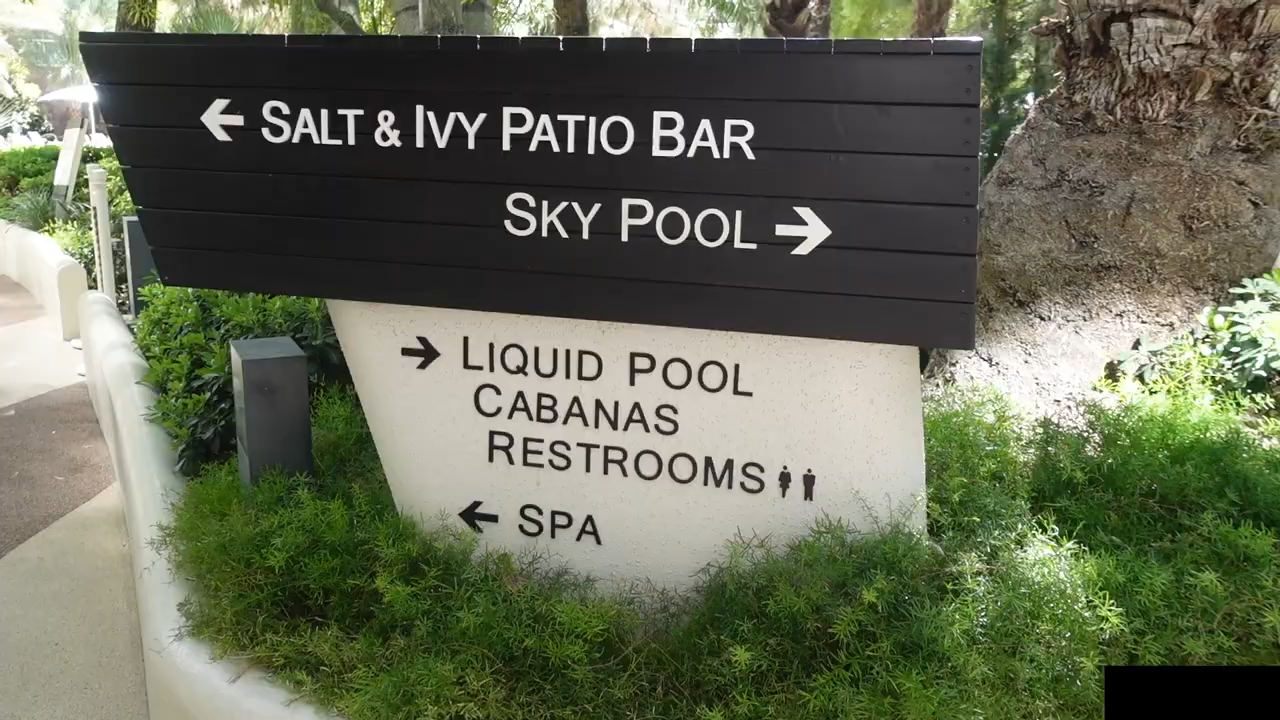 ← SALT & IVY PATIO BAR
SKY POOL →
→ LIQUID POOL
CABANAS
RESTROOMS
← SPA